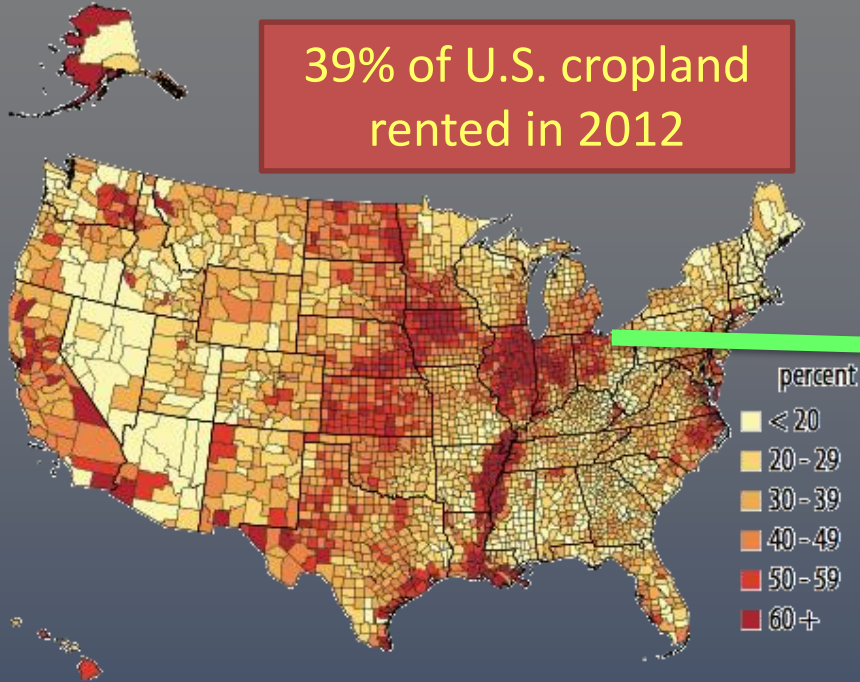 39% of U.S. cropland
rented in 2012
percent
< 20
20 - 29
30 - 39
40 - 49
50 - 59
60 +